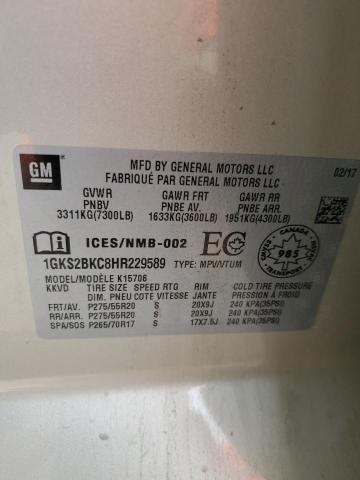 GM
MFD BY GENERAL MOTORS LLC 02/17
FABRIQUÉ PAR GENERAL MOTORS LLC
GVWR GAWR FRT GAWR RR
PNBV PNBE AV. PNBE ARR.
3311KG(7300LB) 1633KG(3600LB) 1951KG(4300LB)
ICES/NMB-002 EC
CANADA
985
1GKS2BKC8HR229589 TYPE: MPV/VTUM
MODEL/MODÈLE K15706
KKVD TIRE SIZE SPEED RTG RIM COLD TIRE PRESSURE
DIM. PNEU COTE VITESSE JANTE PRESSION À FROID
FRT/AV. P275/55R20 S 20X9J 240 KPA(35PSI)
RR/ARR. P275/55R20 S 20X9J 240 KPA(35PSI)
SPA/SOS P265/70R17 S 17X7.5J 240 KPA(35PSI)